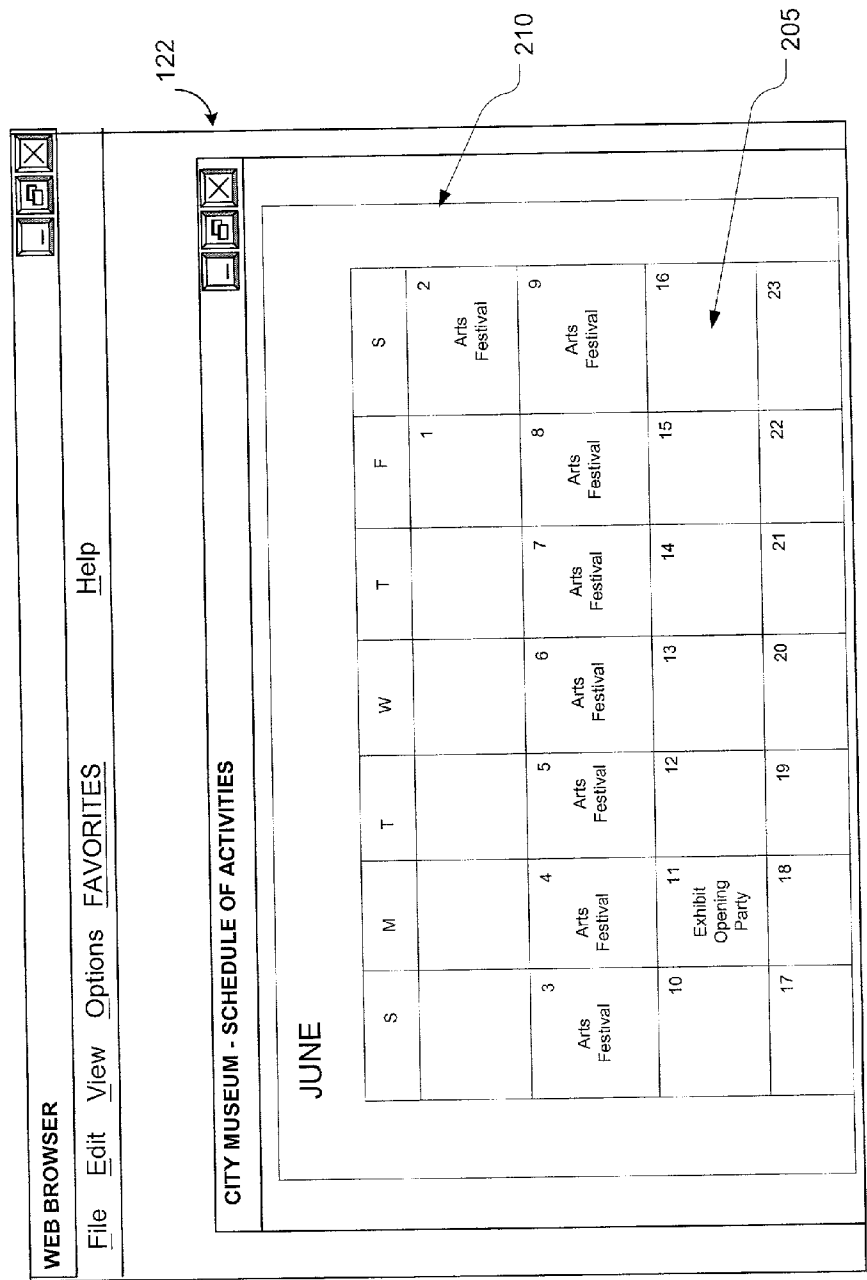 WEB BROWSER
File Edit View Options FAVORITES Help
122
CITY MUSEUM - SCHEDULE OF ACTIVITIES
210
JUNE
S M T W T F S
1 2
Arts
Festival
3 4 5 6 7 8 9
Arts Arts Arts Arts Arts Arts Arts
Festival Festival Festival Festival Festival Festival Festival
10 11 12 13 14 15 16
Exhibit
Opening
Party
205
17 18 19 20 21 22 23